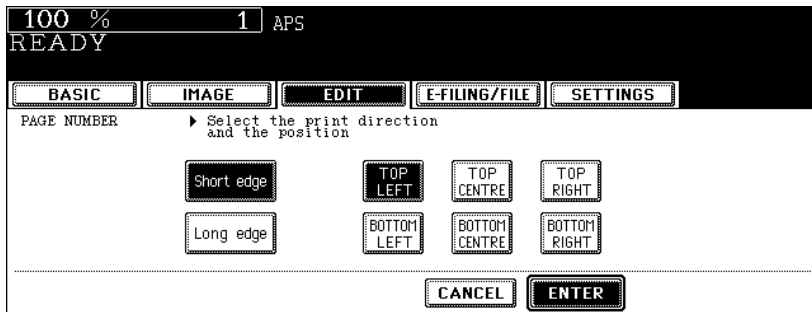 100 % 1 APS
READY
BASIC IMAGE EDIT E-FILING/FILE SETTINGS
PAGE NUMBER Select the print direction
and the position
Short edge TOP LEFT TOP CENTRE TOP RIGHT
Long edge BOTTOM LEFT BOTTOM CENTRE BOTTOM RIGHT
CANCEL ENTER